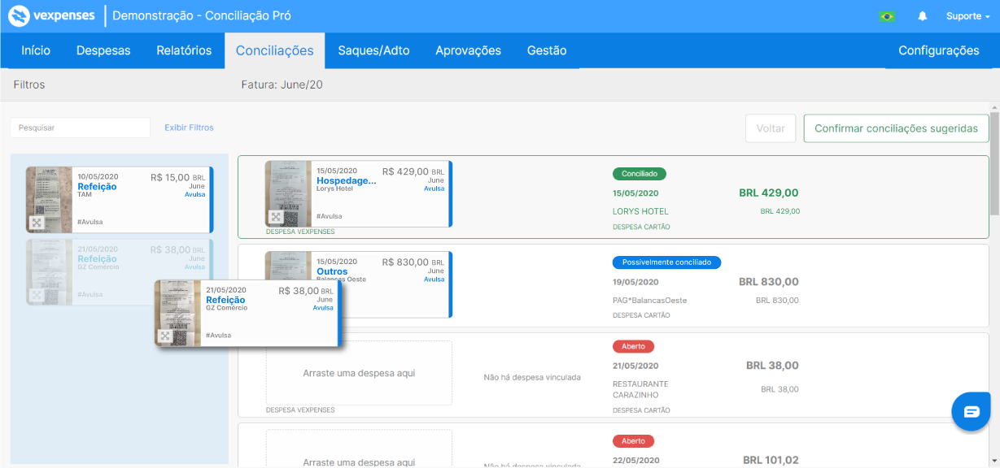 vexpenses
Demonstração - Conciliação Pró
Suporte
Início
Despesas
Relatórios
Conciliações
Saques/Adto
Aprovações
Gestão
Configurações
Filtros
Fatura: June/20
Pesquisar
Exibir Filtros
Voltar
Confirmar conciliações sugeridas
10/05/2020
R$ 15,00 BRL
Refeição
June
TAM
Avulsa
#Avulsa
21/05/2020
R$ 38,00 BRL
Refeição
June
GZ Comércio
Avulsa
#Avulsa
21/05/2020
R$ 38,00 BRL
Refeição
June
GZ Comércio
Avulsa
#Avulsa
15/05/2020
R$ 429,00 BRL
Hospedage...
June
Lorys Hotel
Avulsa
#Avulsa
DESPESA VEXPENSES
Conciliado
15/05/2020
BRL 429,00
LORYS HOTEL
BRL 429,00
DESPESA CARTÃO
15/05/2020
R$ 830,00 BRL
Outros
June
Balanças Oeste
Avulsa
Possivelmente conciliado
19/05/2020
BRL 830,00
PAG*BalancasOeste
BRL 830,00
DESPESA CARTÃO
Arraste uma despesa aqui
DESPESA VEXPENSES
Não há despesa vinculada
Aberto
21/05/2020
BRL 38,00
RESTAURANTE
CARAZINHO
BRL 38,00
DESPESA CARTÃO
Arraste uma despesa aqui
Não há despesa vinculada
Aberto
22/05/2020
BRL 101,02